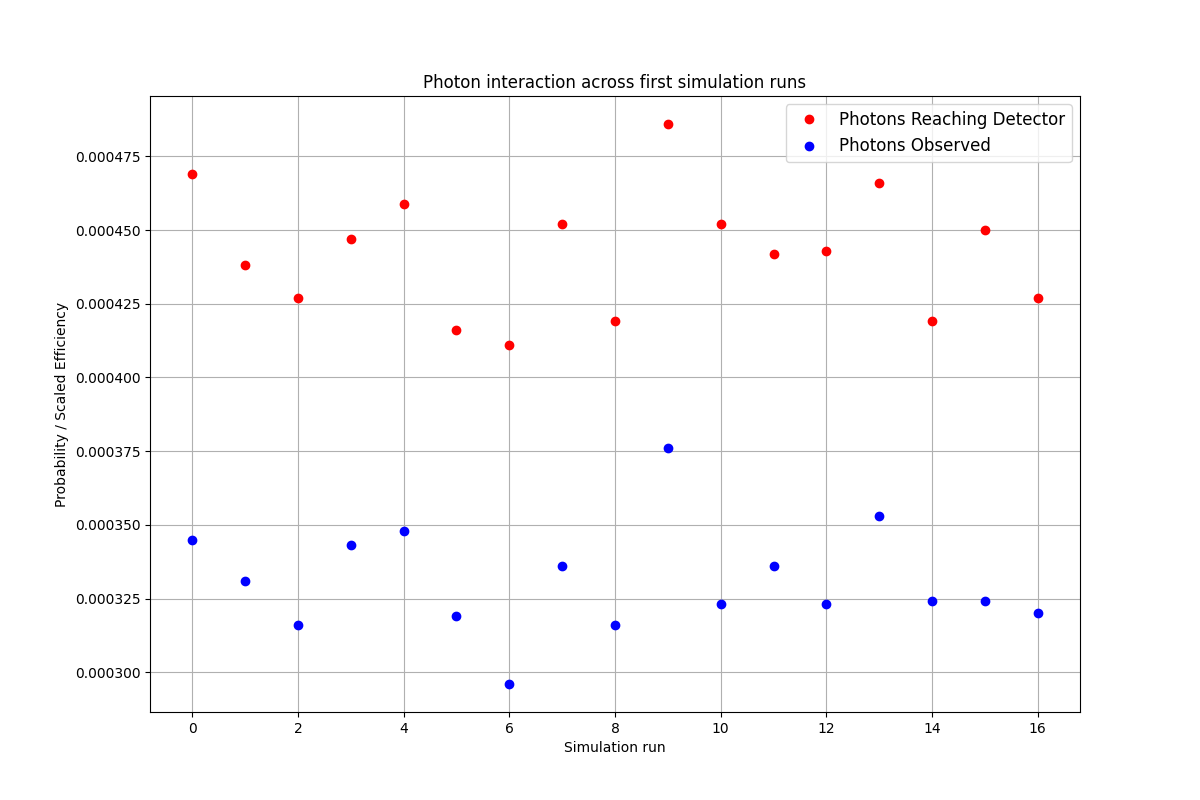 Photon interaction across first simulation runs
Photons Reaching Detector
Photons Observed
Probability / Scaled Efficiency
0.000475
0.000450
0.000425
0.000400
0.000375
0.000350
0.000325
0.000300
0 2 4 6 8 10 12 14 16
Simulation run